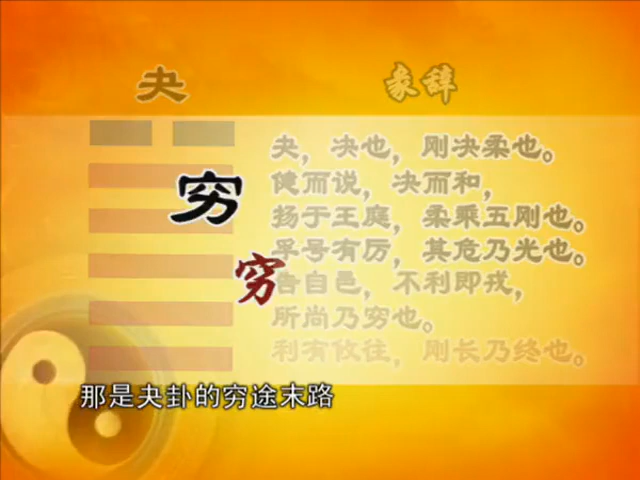 夬
彖辞
夬，决也，刚决柔也。
健而说，决而和，
扬于王庭，柔乘五刚也。
孚号有厉，其危乃光也。
告自邑，不利即戎，
所尚乃穷也。
利有攸往，刚长乃终也。
穷
穷
那是夬卦的穷途末路